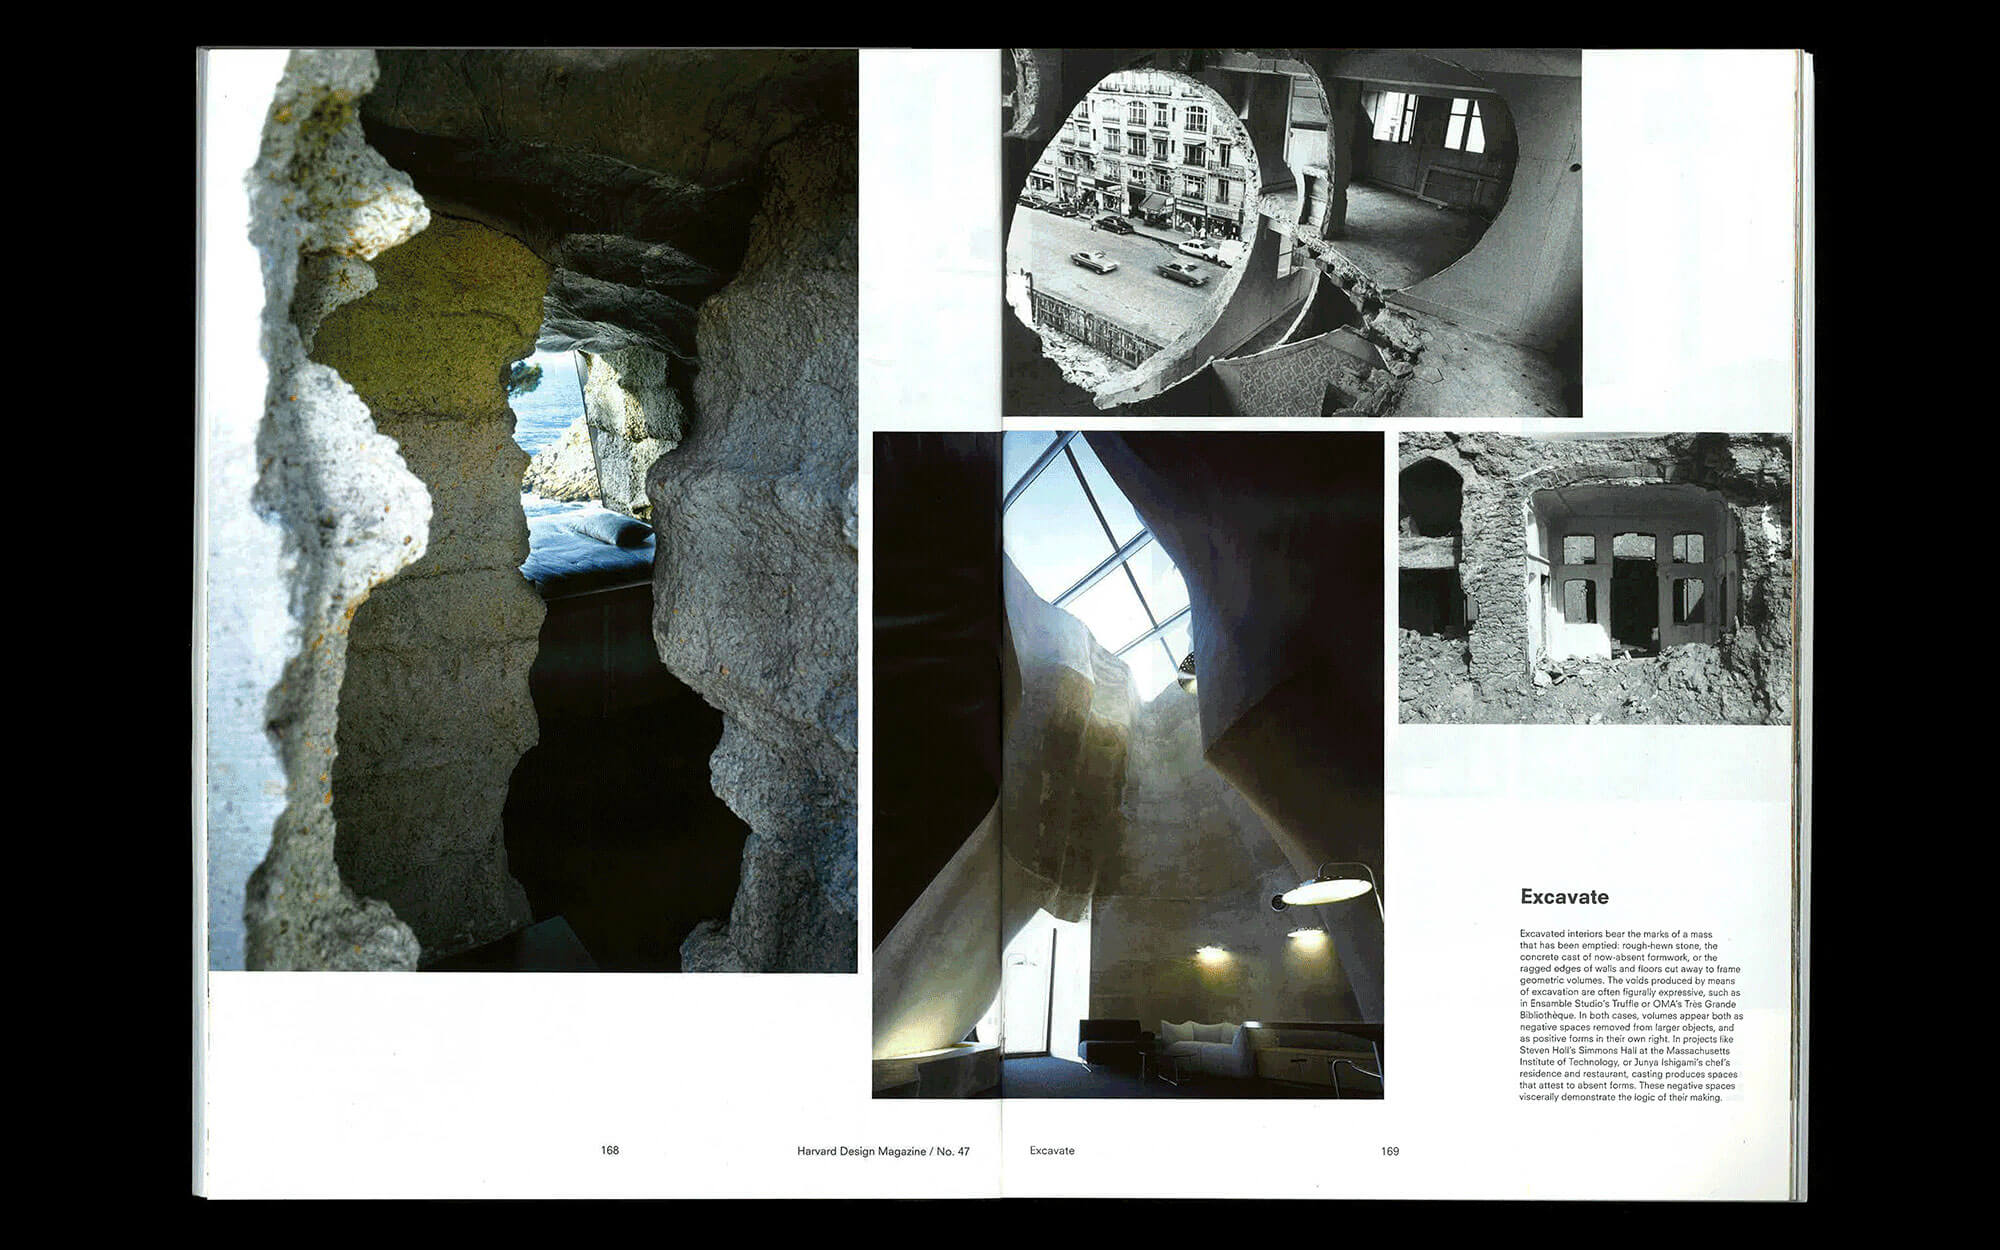 Excavate
Excavated interiors bear the marks of a mass
that has been emptied: rough-hewn stone, the
concrete cast of now-absent formwork, or the
ragged edges of walls and floors cut away to frame
geometric volumes. The voids produced by means
of excavation are often figurally expressive, such as
in Ensamble Studio's Truffle or OMA's Très Grande
Bibliothèque. In both cases, volumes appear both as
negative spaces removed from larger objects, and
as positive forms in their own right. In projects like
Steven Holl's Simmons Hall at the Massachusetts
Institute of Technology, or Junya Ishigami's chef's
residence and restaurant, casting produces spaces
that attest to absent forms. These negative spaces
viscerally demonstrate the logic of their making.
168
Harvard Design Magazine / No. 47
Excavate
169